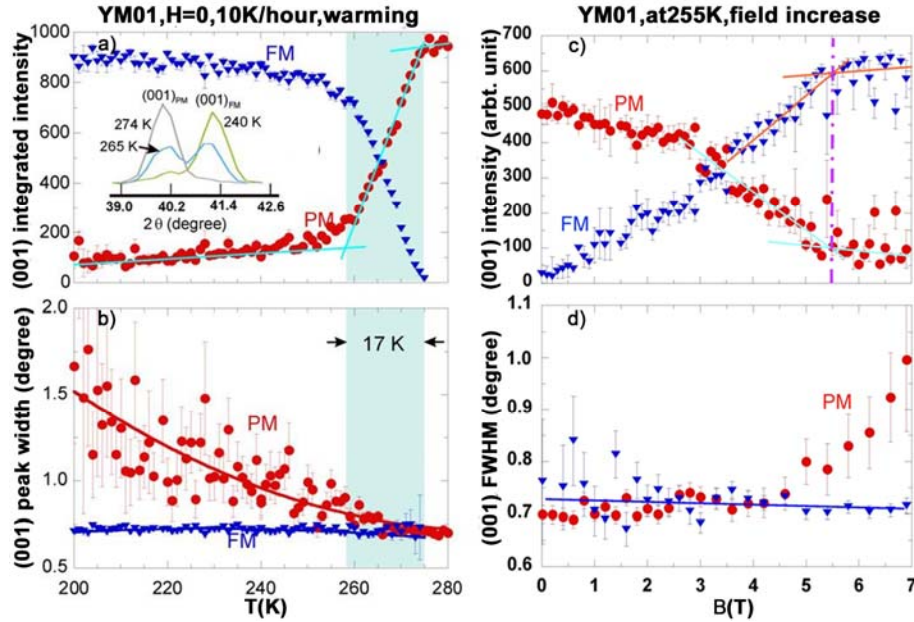 YM01,H=0,10K/hour,warming
YM01,at255K,field increase
a)
FM
PM
(001) integrated intensity
1000
800
600
400
200
0
(001)PM
(001)FM
274 K
240 K
265 K
39.0 40.2 41.4 42.6
2 θ (degree)
c)
PM
FM
(001) intensity (arbt. unit)
700
600
500
400
300
200
100
0
b)
17 K
PM
FM
(001) peak width (degree)
2.0
1.5
1.0
0.5
200 220 240 260 280
T(K)
d)
PM
(001) FWHM (degree)
1.1
1.0
0.9
0.8
0.7
0.6
0 1 2 3 4 5 6 7
B(T)